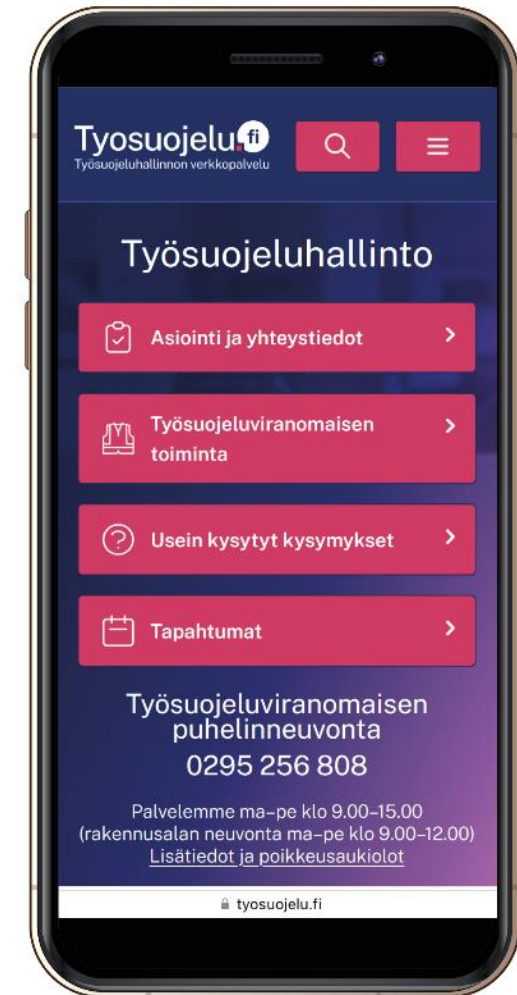 Tyosuojelu.fi
Työsuojeluhallinnon verkkopalvelu
Työsuojeluhallinto
Asiointi ja yhteystiedot
Työsuojeluviranomaisen
toiminta
Usein kysytyt kysymykset
Tapahtumat
Työsuojeluviranomaisen
puhelinneuvonta
0295 256 808
Palvelemme ma–pe klo 9.00–15.00
(rakennusalan neuvonta ma–pe klo 9.00–12.00)
Lisätiedot ja poikkeusaukiolot
tyosuojelu.fi